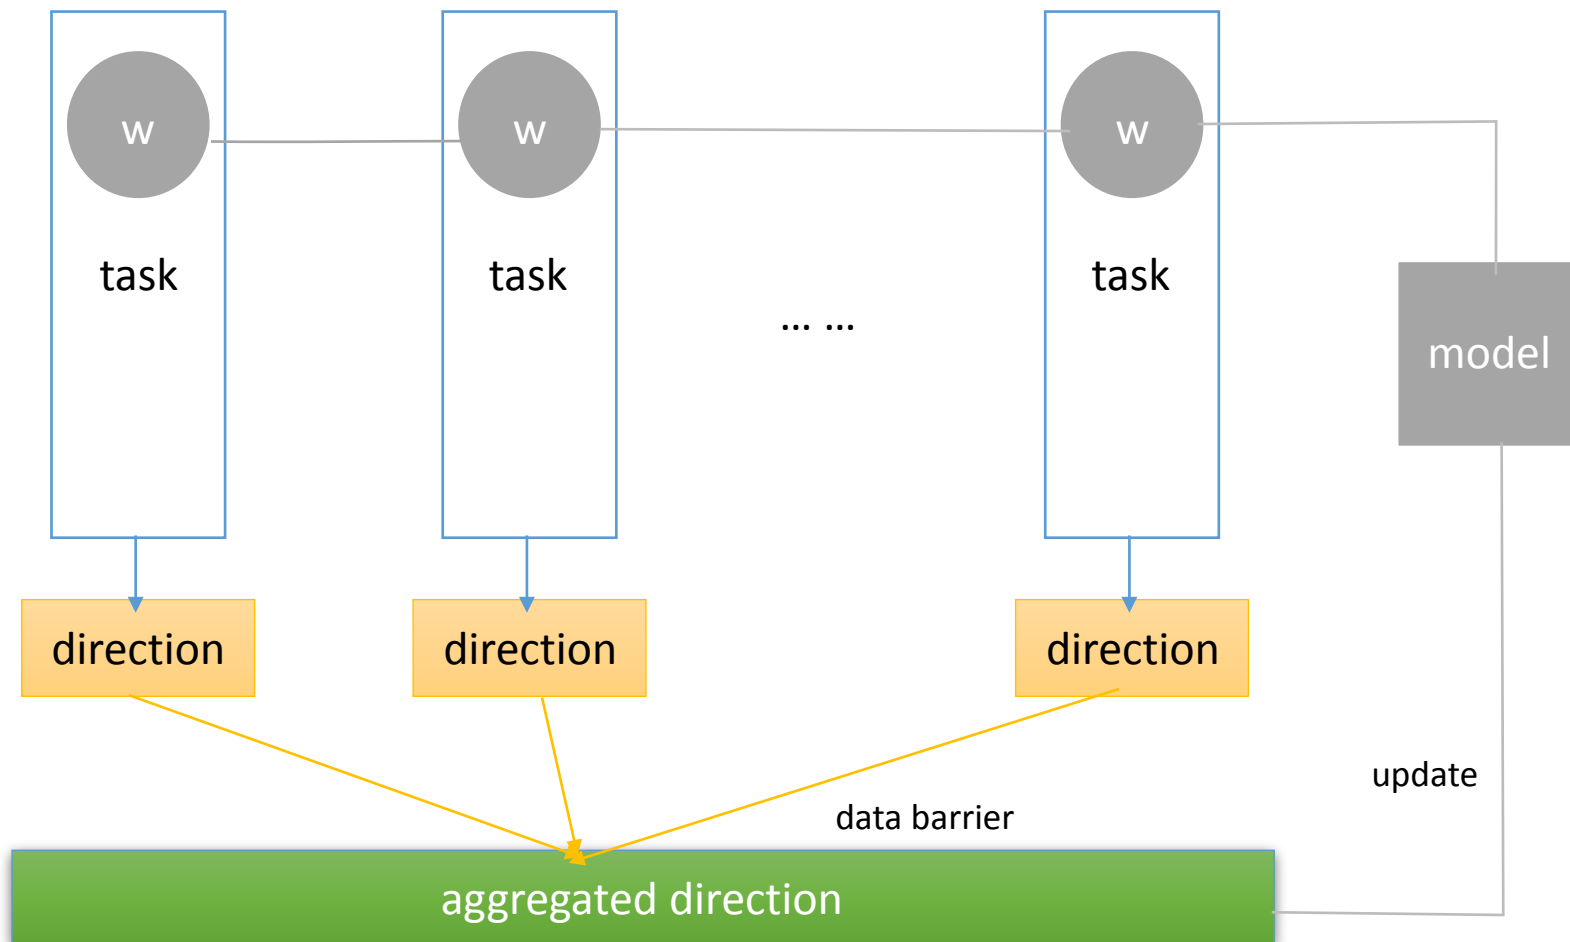 w
w
w
task
task
task
... ...
model
direction
direction
direction
update
data barrier
aggregated direction